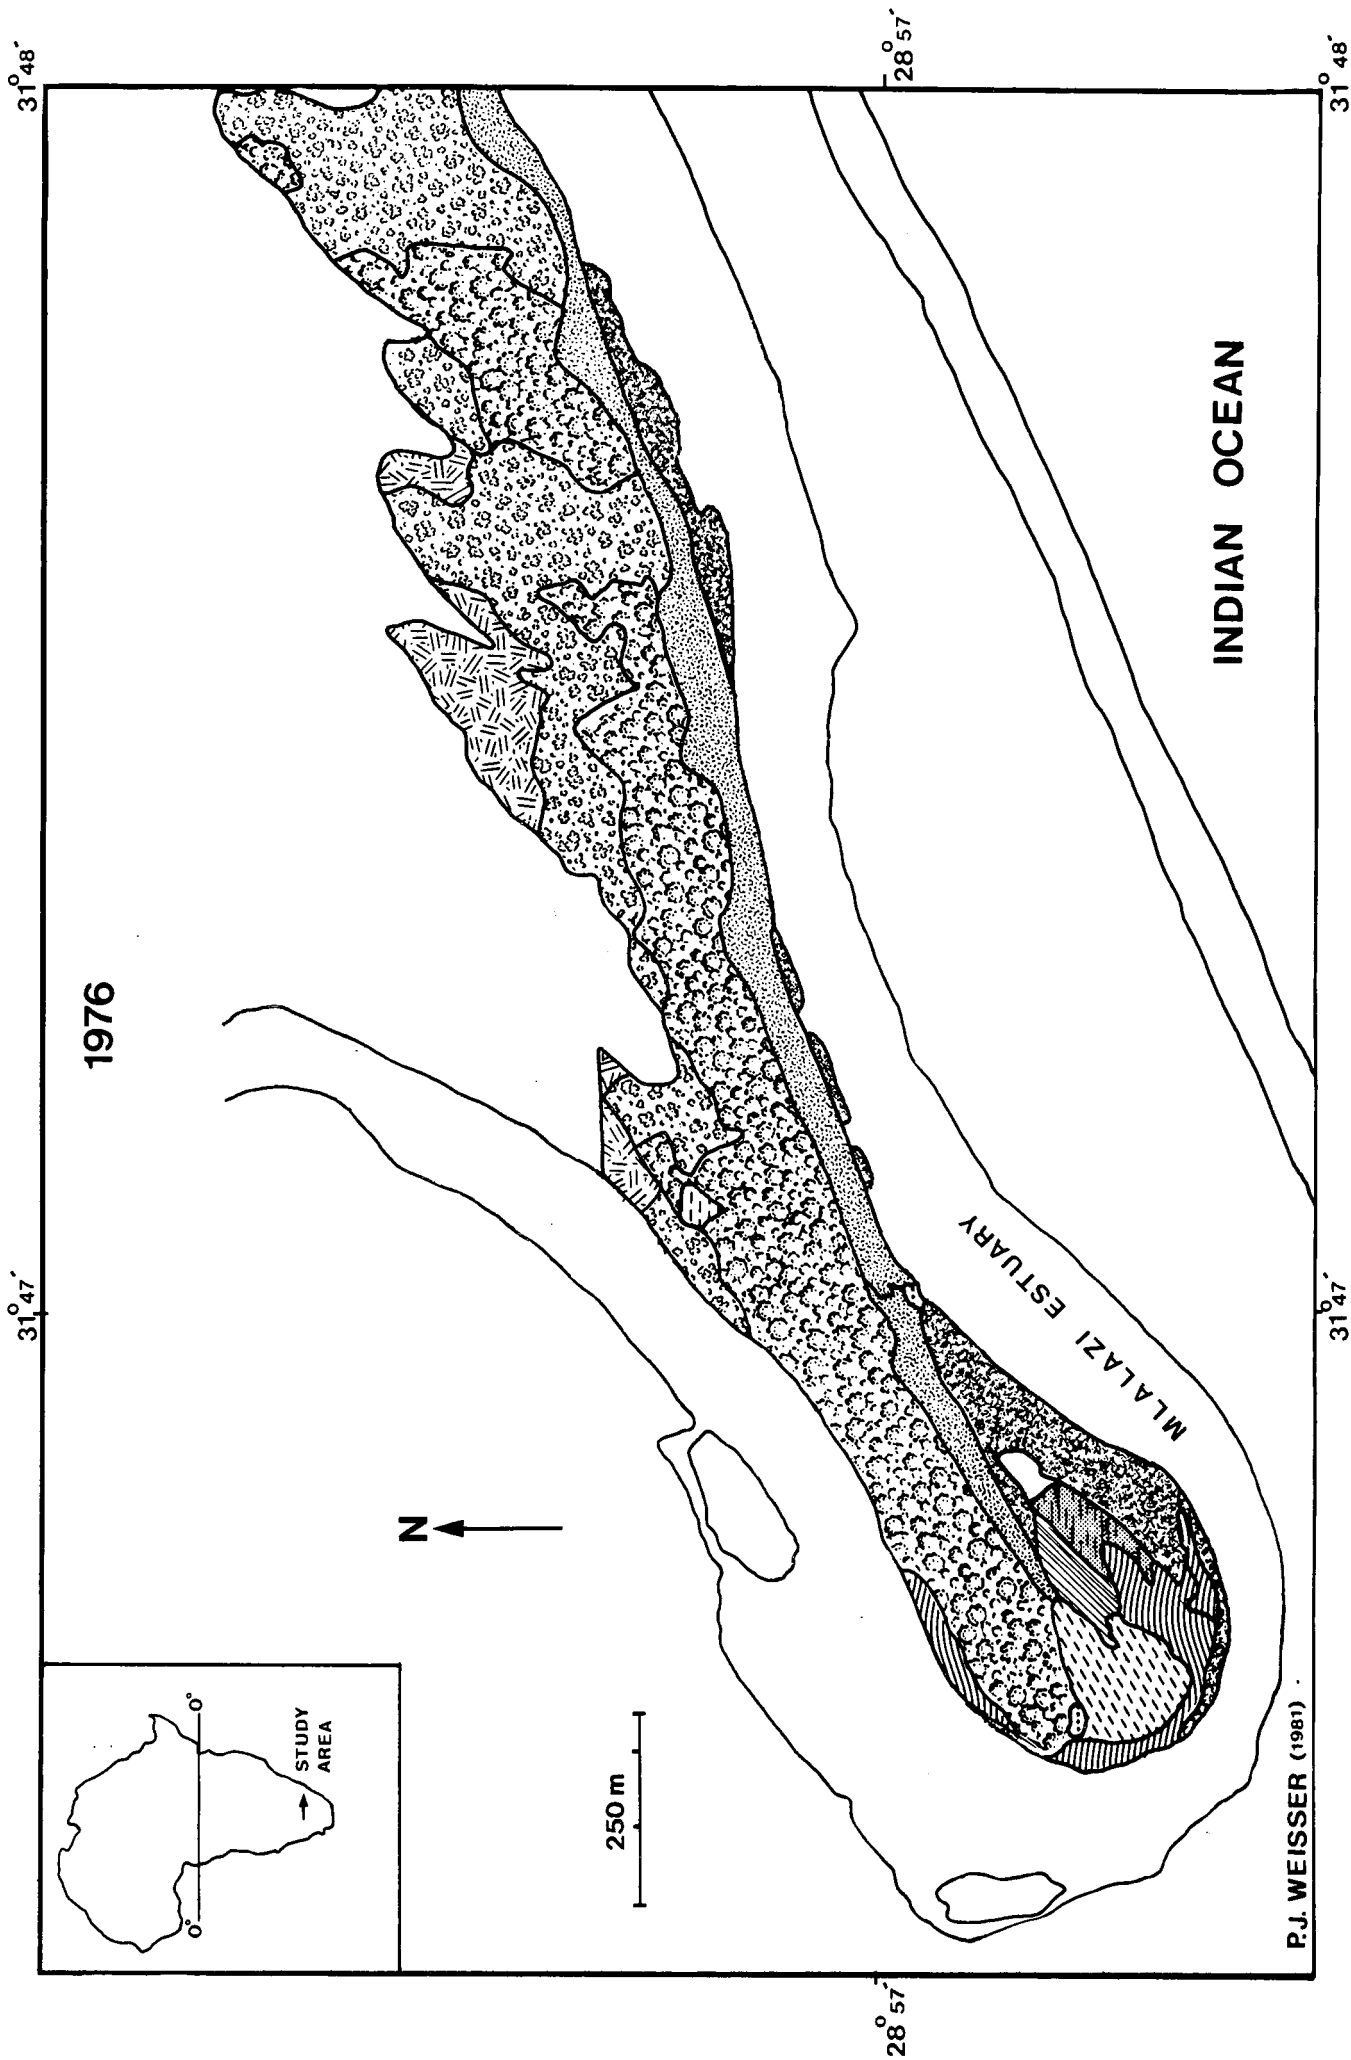 31°48´
31°47´
28°57´
28°57´
31°48´
31°47´
1976
N
0°
0°
STUDY
AREA
250 m
MLALAZI ESTUARY
INDIAN OCEAN
P.J. WEISSER (1981)